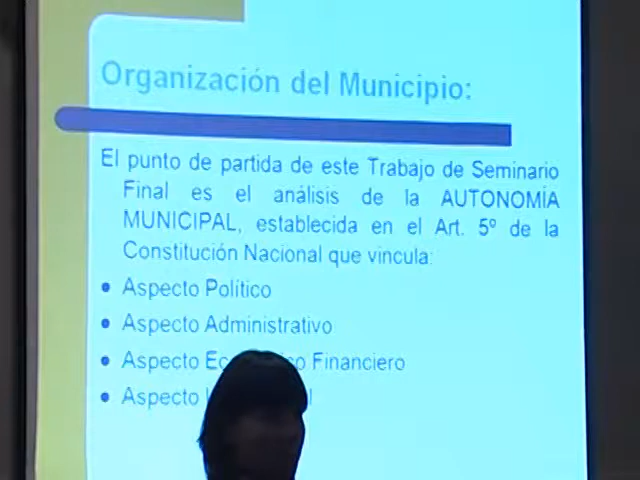 Organización del Municipio:
El punto de partida de este Trabajo de Seminario
Final es el análisis de la AUTONOMÍA
MUNICIPAL, establecida en el Art. 5º de la
Constitución Nacional que vincula:
• Aspecto Político
• Aspecto Administrativo
• Aspecto Financiero
• Aspecto